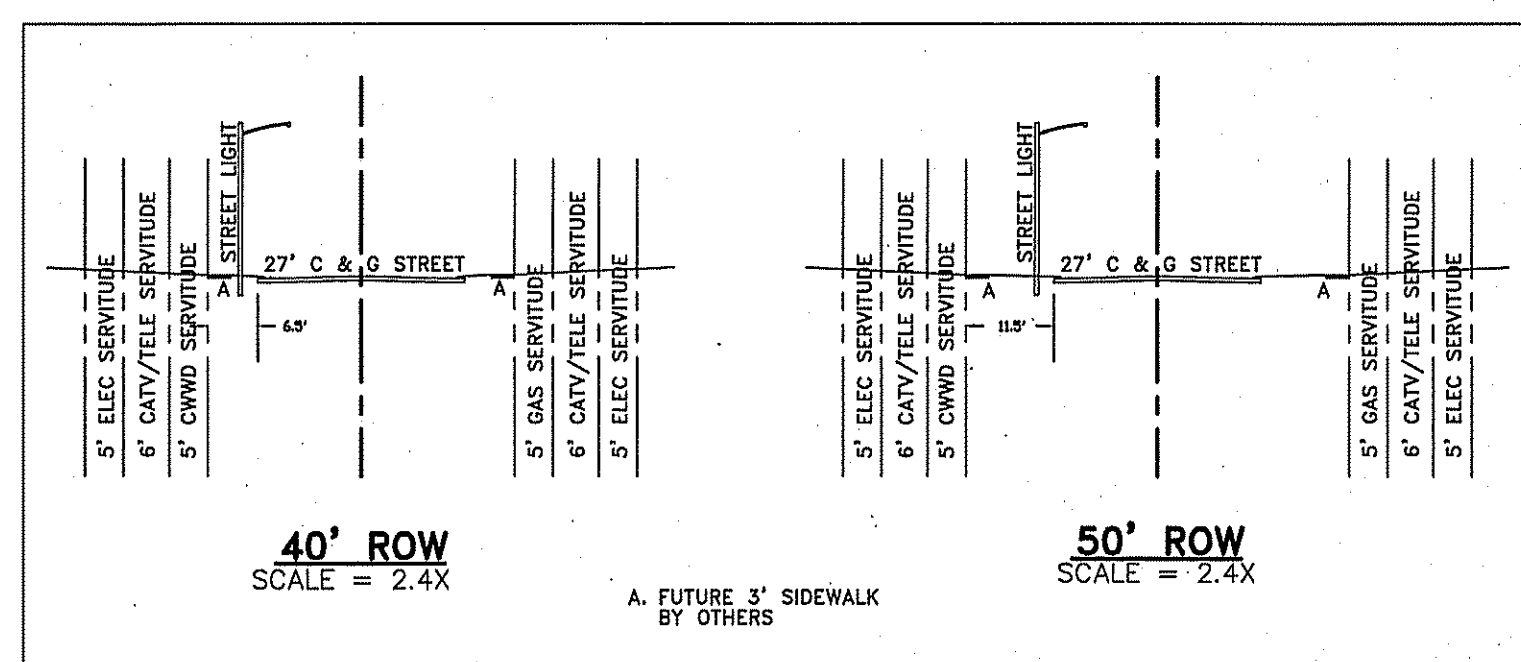 5' ELEC SERVITUDE
6' CATV/TELE SERVITUDE
5' CWWD SERVITUDE
STREET LIGHT
A
27' C & G STREET
6.5'
A
5' GAS SERVITUDE
6' CATV/TELE SERVITUDE
5' ELEC SERVITUDE
40' ROW
SCALE = 2.4X
5' ELEC SERVITUDE
6' CATV/TELE SERVITUDE
5' CWWD SERVITUDE
A
STREET LIGHT
27' C & G STREET
11.5'
A
5' GAS SERVITUDE
6' CATV/TELE SERVITUDE
5' ELEC SERVITUDE
50' ROW
SCALE = 2.4X
A. FUTURE 3' SIDEWALK
BY OTHERS